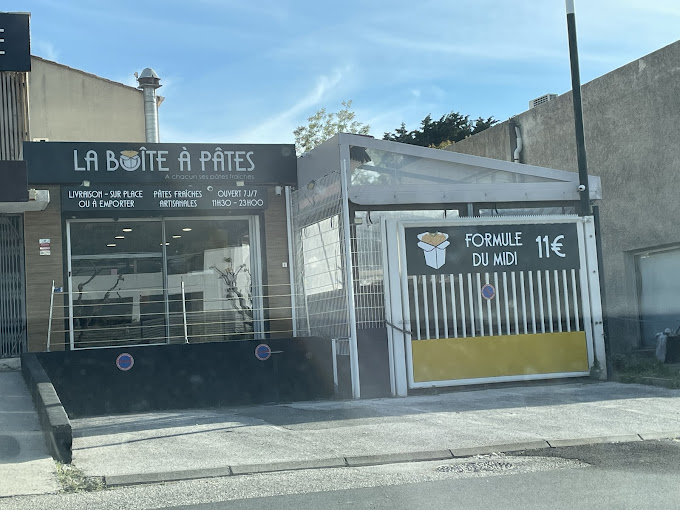 E
LA BOÎTE À PÂTES
A chacun ses pâtes fraîches
LIVRAISON - SUR PLACE
OU À EMPORTER
PÂTES FRAÎCHES
ARTISANALES
OUVERT 7J/7
11H30 - 23H00
FORMULE
DU MIDI
11€